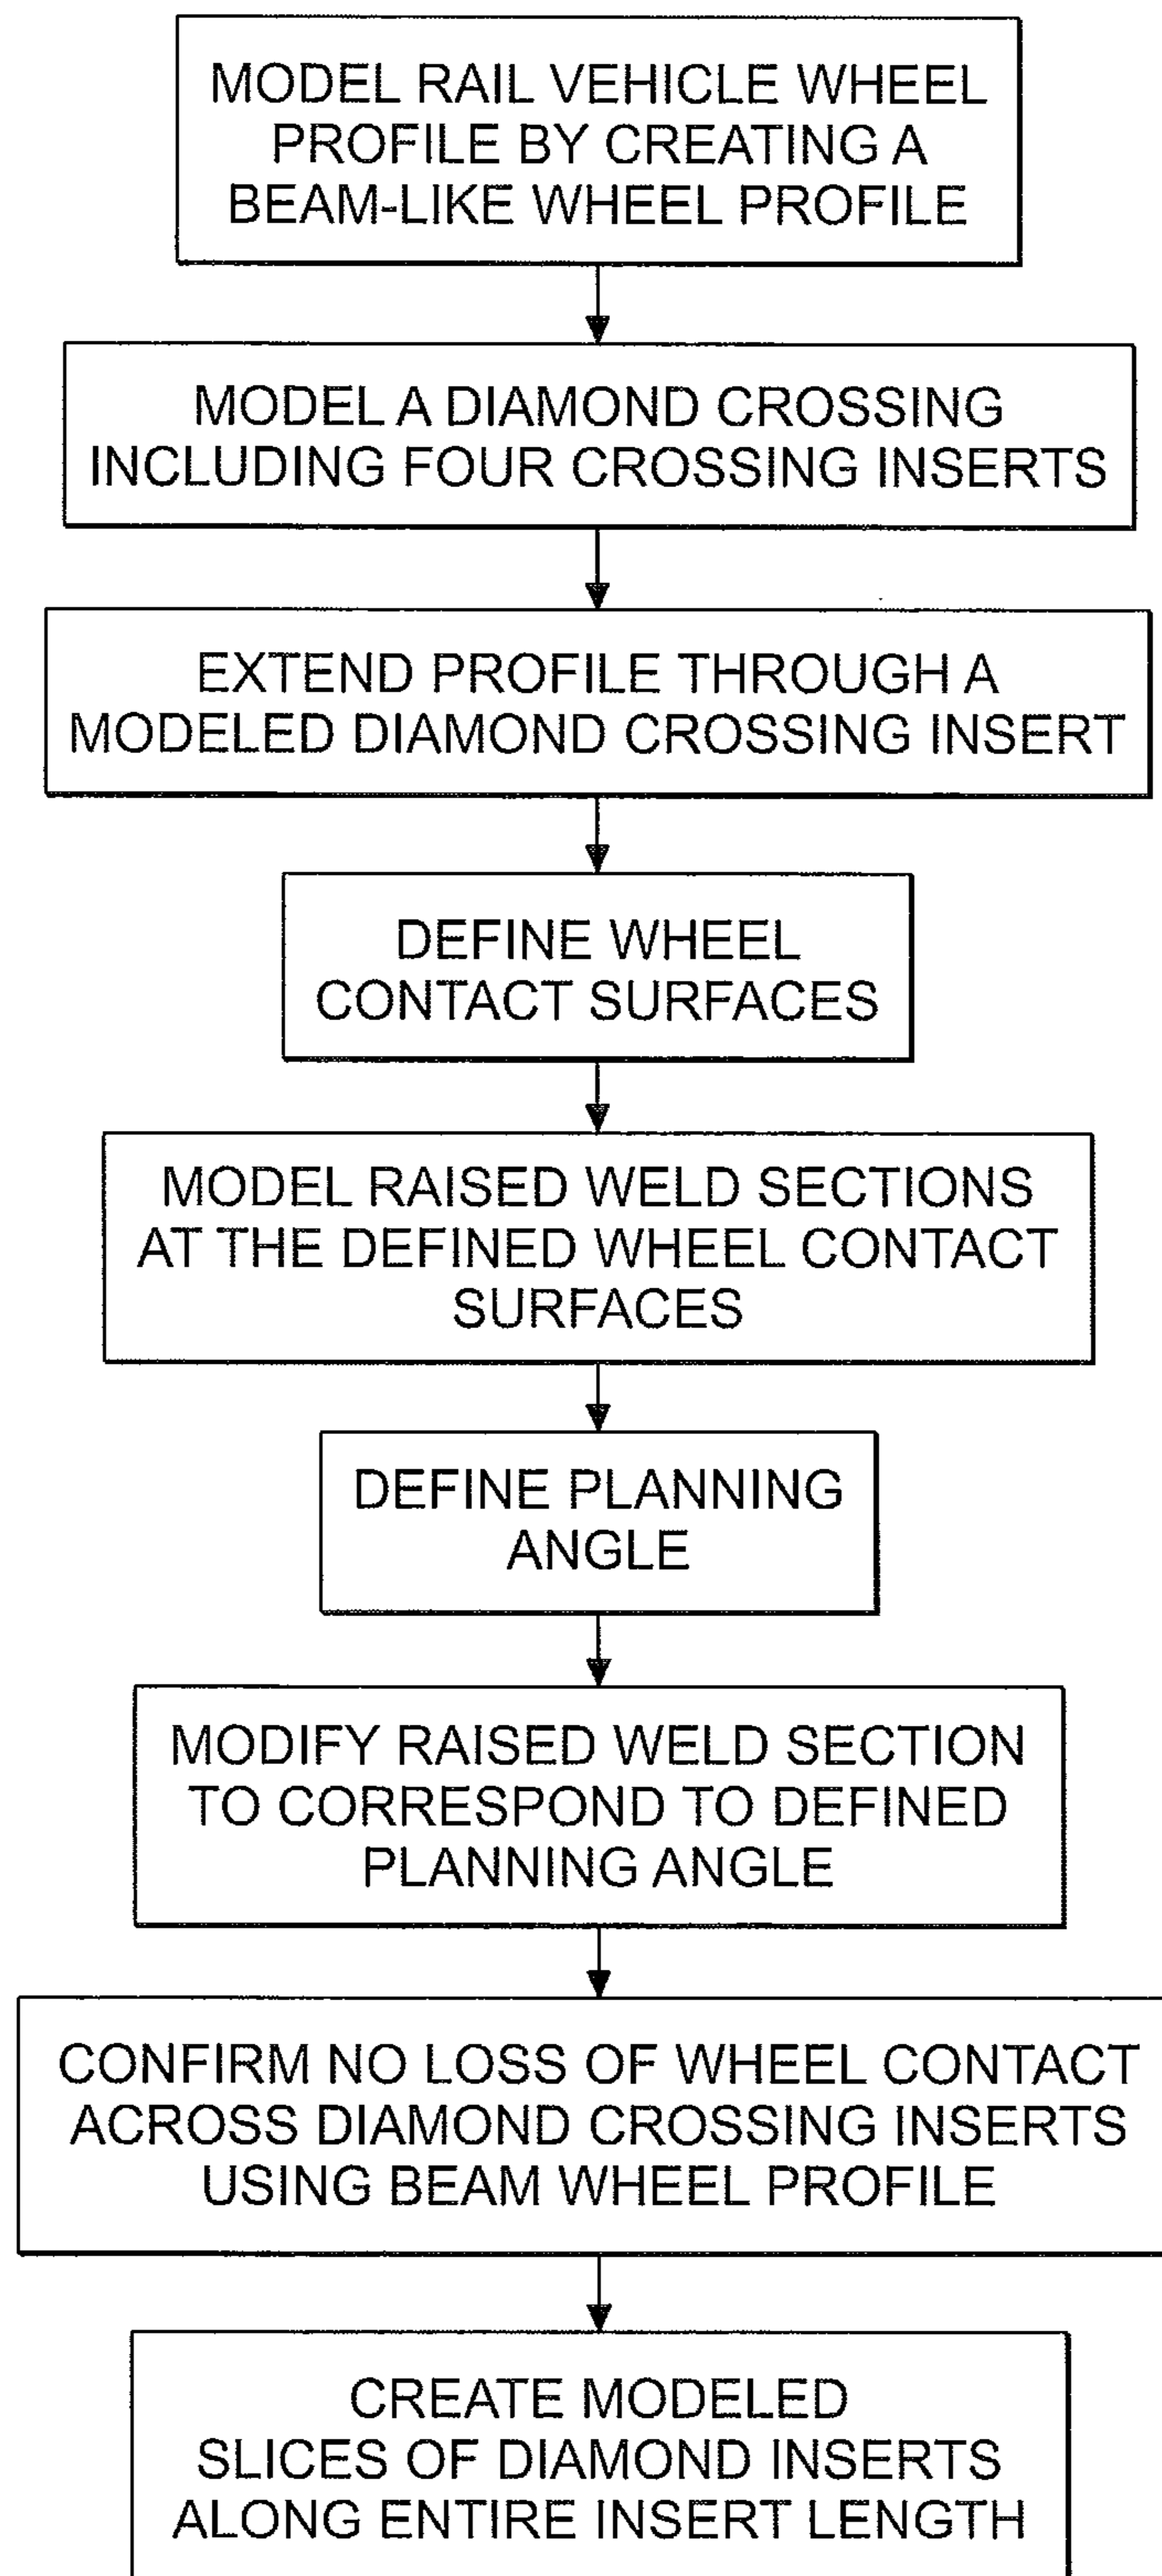 MODEL RAIL VEHICLE WHEEL
PROFILE BY CREATING A
BEAM-LIKE WHEEL PROFILE
MODEL A DIAMOND CROSSING
INCLUDING FOUR CROSSING INSERTS
EXTEND PROFILE THROUGH A
MODELED DIAMOND CROSSING INSERT
DEFINE WHEEL
CONTACT SURFACES
MODEL RAISED WELD SECTIONS
AT THE DEFINED WHEEL CONTACT
SURFACES
DEFINE PLANNING
ANGLE
MODIFY RAISED WELD SECTION
TO CORRESPOND TO DEFINED
PLANNING ANGLE
CONFIRM NO LOSS OF WHEEL CONTACT
ACROSS DIAMOND CROSSING INSERTS
USING BEAM WHEEL PROFILE
CREATE MODELED
SLICES OF DIAMOND INSERTS
ALONG ENTIRE INSERT LENGTH